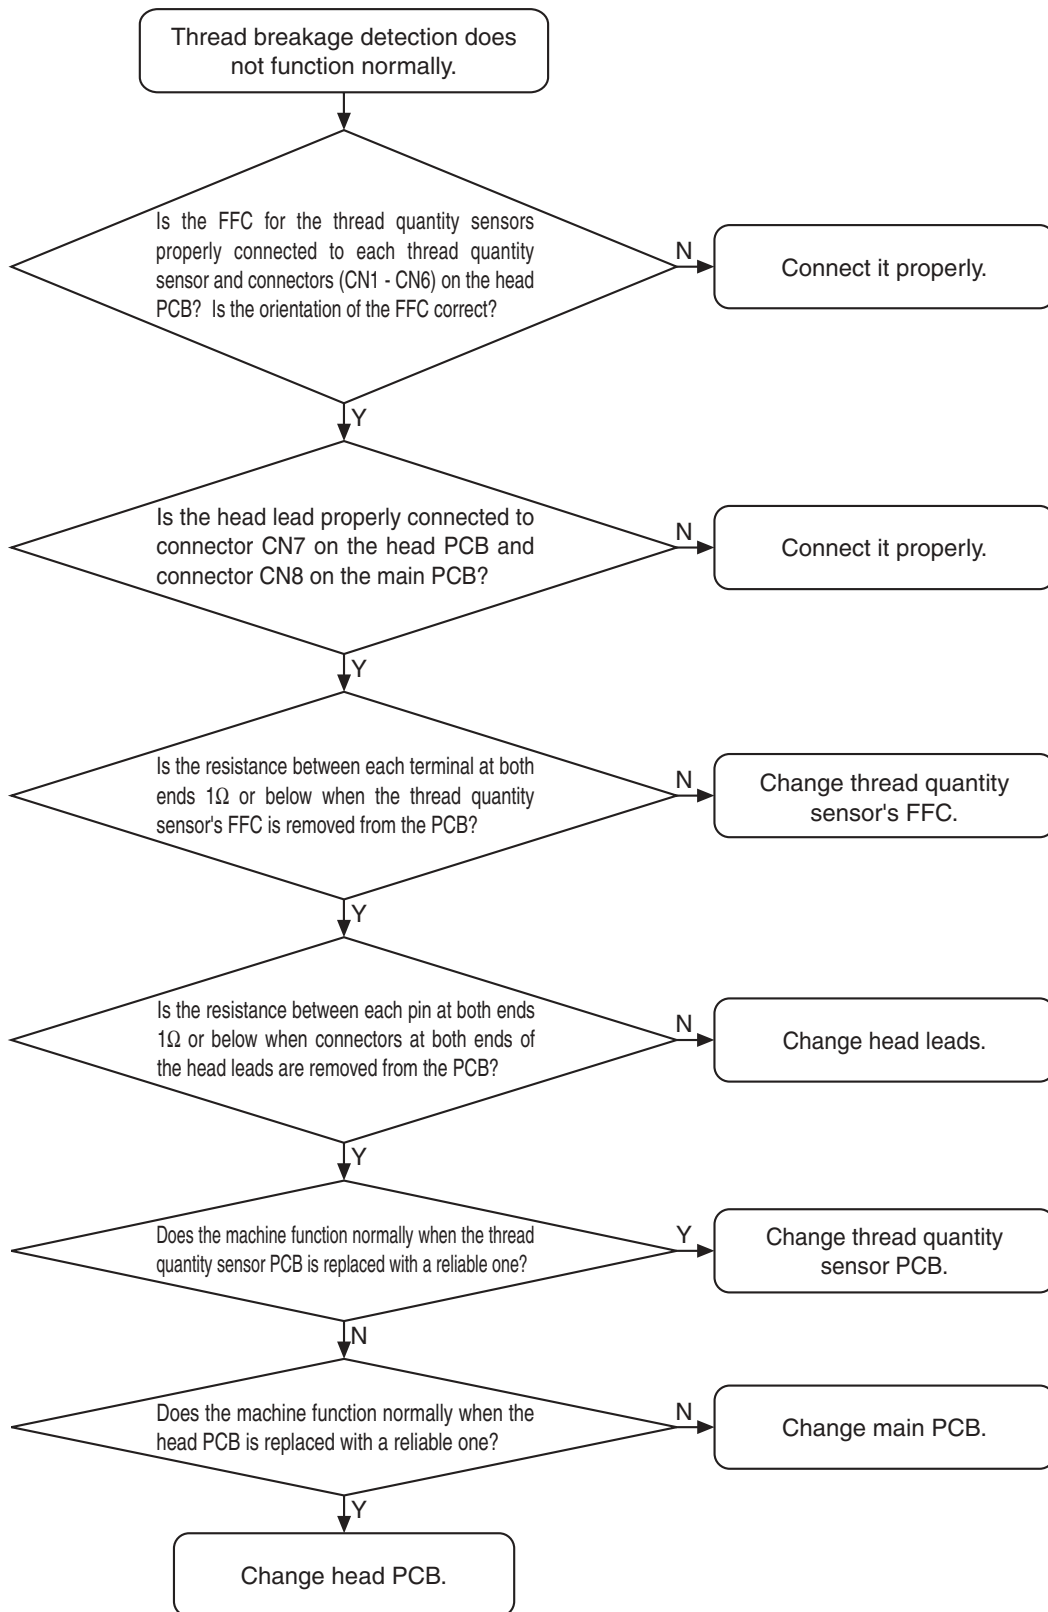 Thread breakage detection does
not function normally.
Is the FFC for the thread quantity sensors
properly connected to each thread quantity
sensor and connectors (CN1 - CN6) on the head
PCB? Is the orientation of the FFC correct?
N
Connect it properly.
Y
Is the head lead properly connected to
connector CN7 on the head PCB and
connector CN8 on the main PCB?
N
Connect it properly.
Y
Is the resistance between each terminal at both
ends 1Ω or below when the thread quantity
sensor's FFC is removed from the PCB?
N
Change thread quantity
sensor's FFC.
Y
Is the resistance between each pin at both ends
1Ω or below when connectors at both ends of
the head leads are removed from the PCB?
N
Change head leads.
Y
Does the machine function normally when the thread
quantity sensor PCB is replaced with a reliable one?
Y
Change thread quantity
sensor PCB.
N
Does the machine function normally when the
head PCB is replaced with a reliable one?
N
Change main PCB.
Y
Change head PCB.